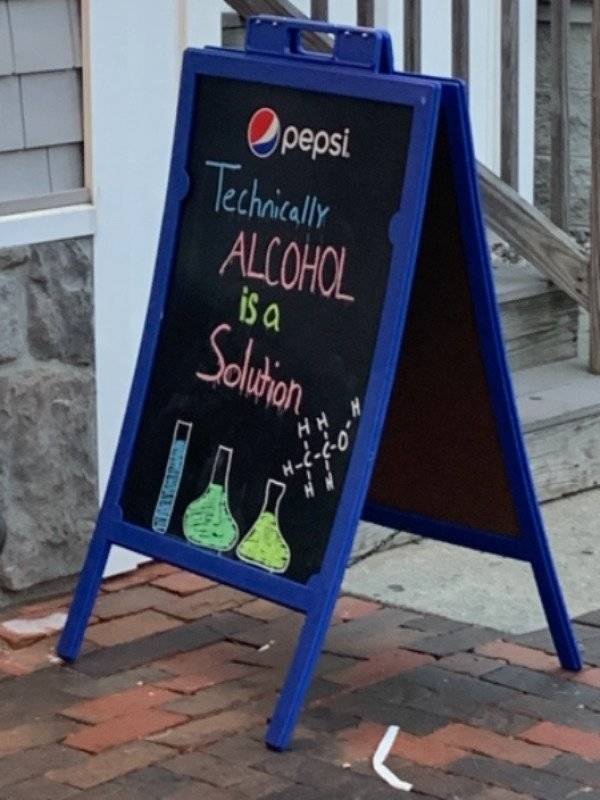 pepsi
Technically
ALCOHOL
is a
Solution
H H H
H-C-C-O
H H